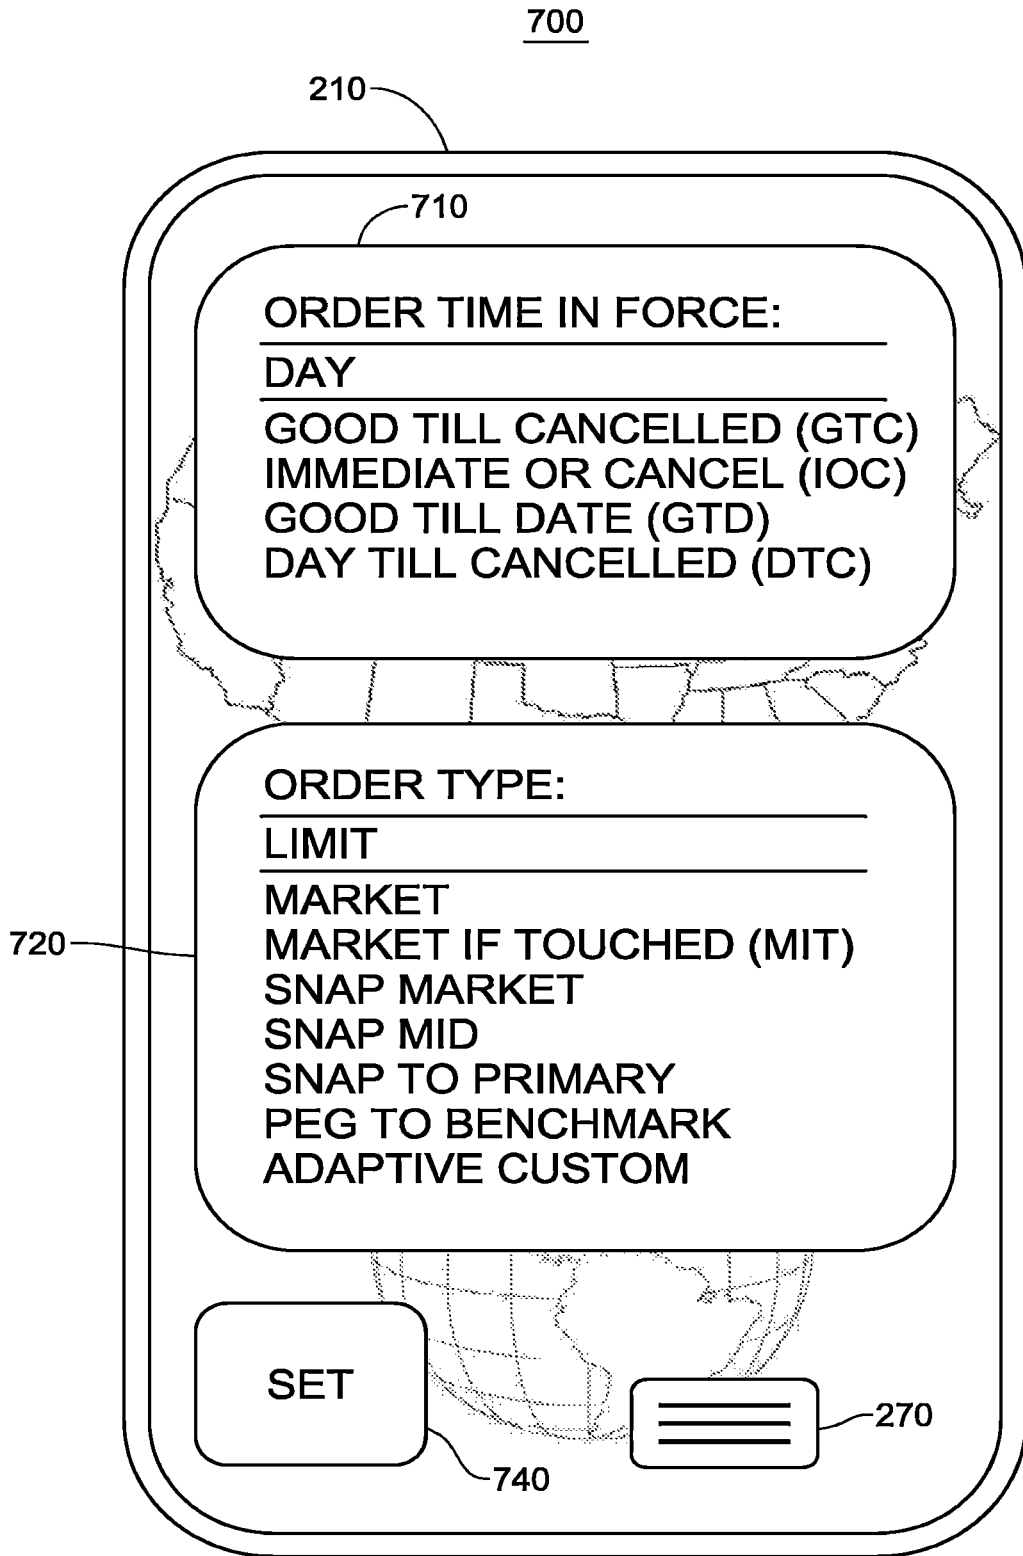 700
210
710
ORDER TIME IN FORCE:
DAY
GOOD TILL CANCELLED (GTC)
IMMEDIATE OR CANCEL (IOC)
GOOD TILL DATE (GTD)
DAY TILL CANCELLED (DTC)
ORDER TYPE:
LIMIT
MARKET
720
MARKET IF TOUCHED (MIT)
SNAP MARKET
SNAP MID
SNAP TO PRIMARY
PEG TO BENCHMARK
ADAPTIVE CUSTOM
SET
270
740